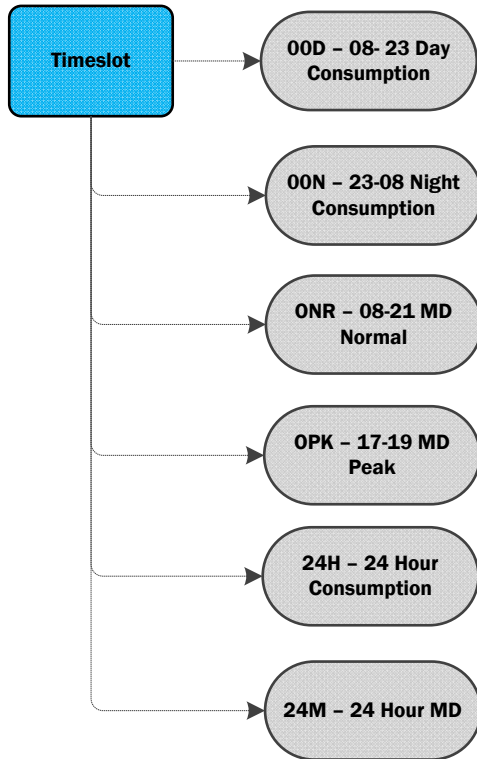 Timeslot
00D – 08- 23 Day
Consumption
00N – 23-08 Night
Consumption
0NR – 08-21 MD
Normal
0PK – 17-19 MD
Peak
24H – 24 Hour
Consumption
24M – 24 Hour MD